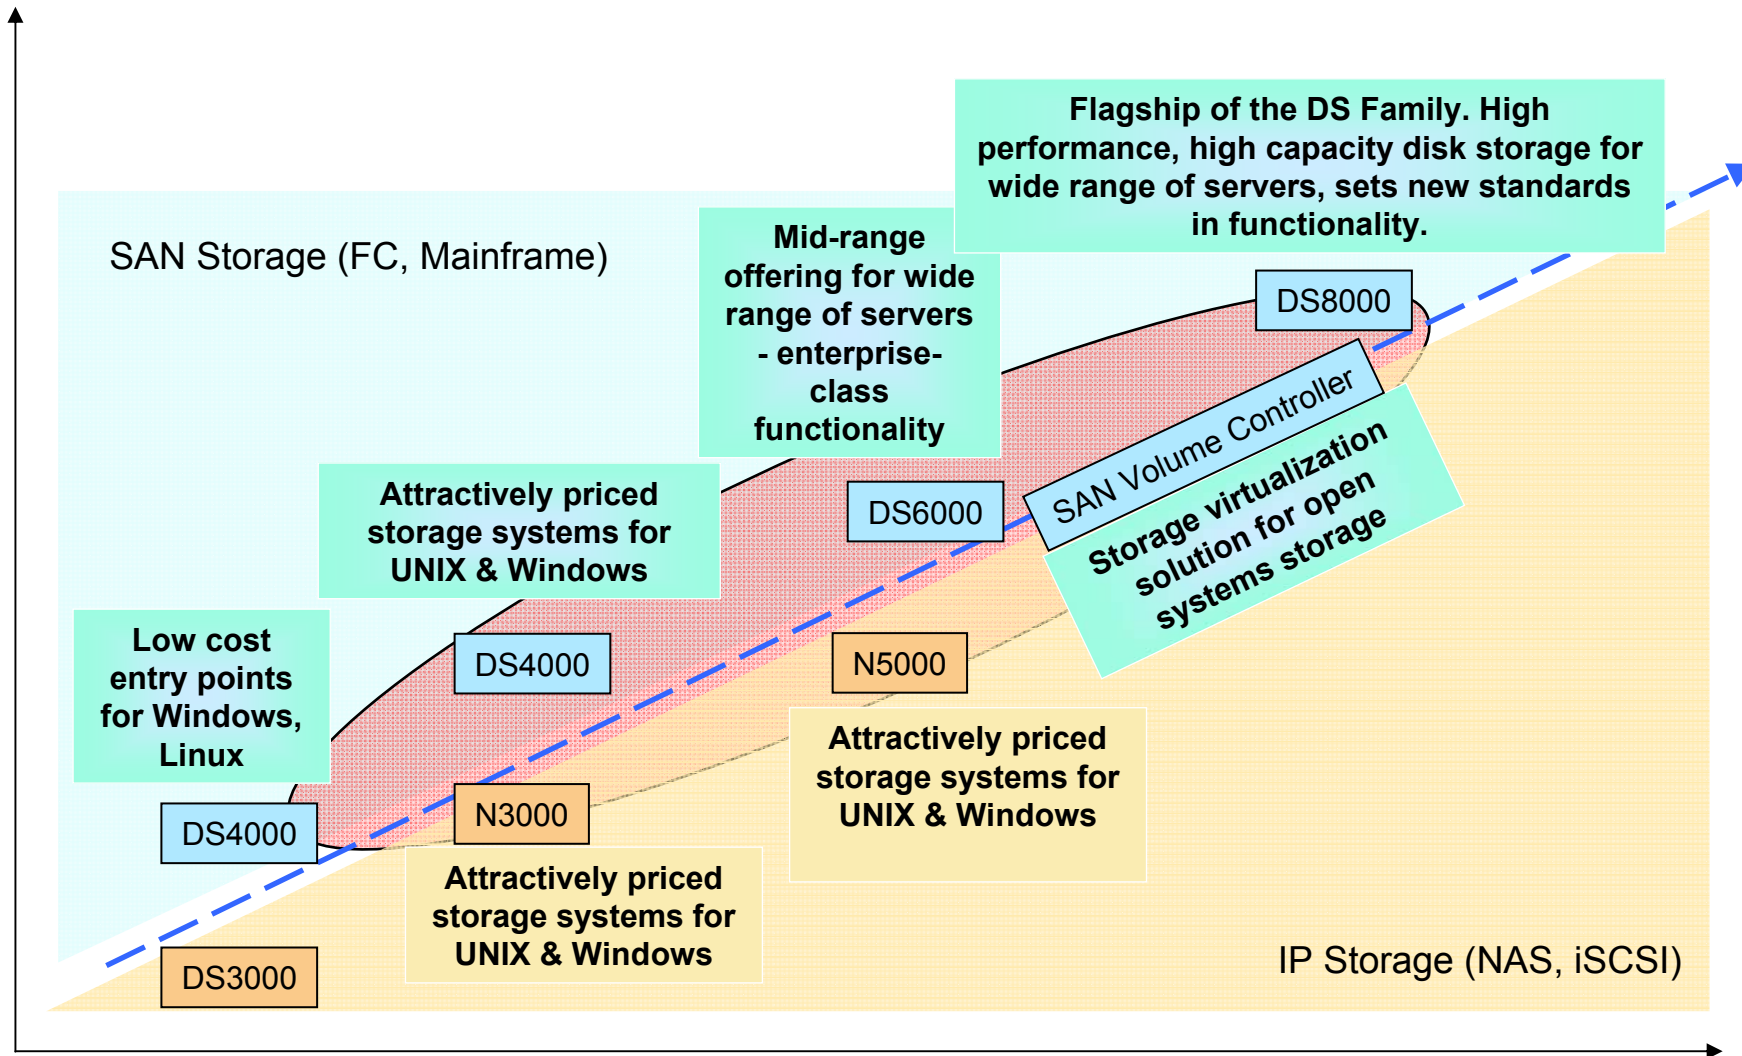 Flagship of the DS Family. High
performance, high capacity disk storage for
wide range of servers, sets new standards
in functionality.
SAN Storage (FC, Mainframe)
Mid-range
offering for wide
range of servers
- enterprise-
class
functionality
DS8000
SAN Volume Controller
Storage virtualization
solution for open
systems storage
Attractively priced
storage systems for
UNIX & Windows
DS6000
Low cost
entry points
for Windows,
Linux
DS4000
N5000
Attractively priced
storage systems for
UNIX & Windows
DS4000
N3000
Attractively priced
storage systems for
UNIX & Windows
DS3000
IP Storage (NAS, iSCSI)